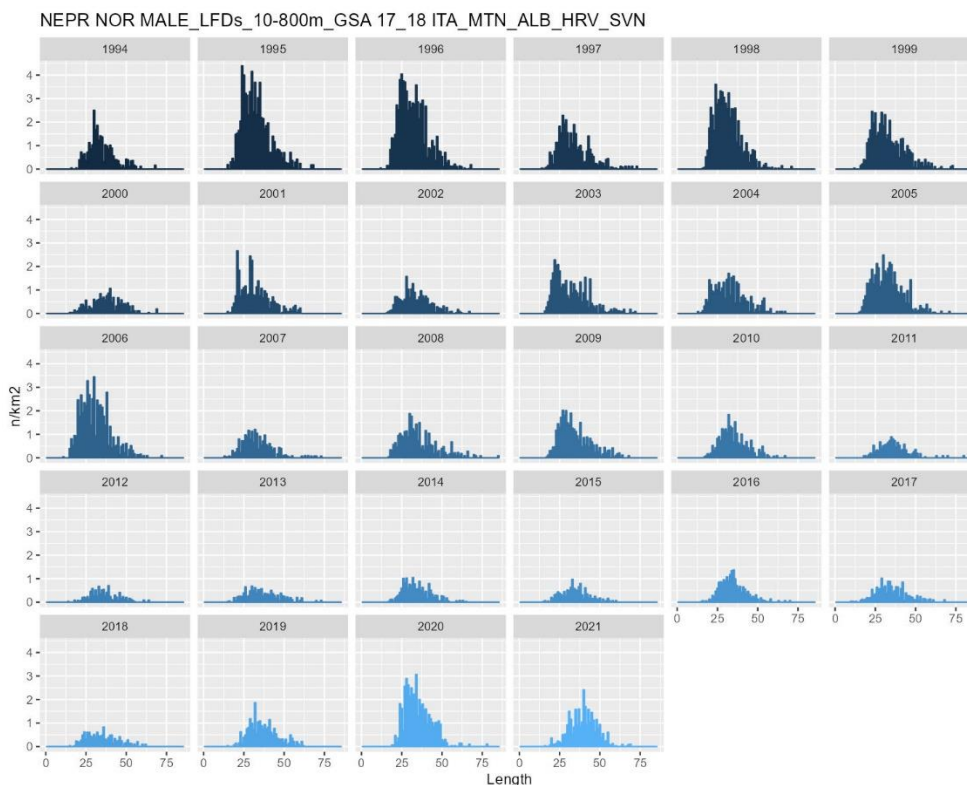 NEPR NOR MALE_LFDs_10-800m_GSA 17_18 ITA_MTN_ALB_HRV_SVN
1994 1995 1996 1997 1998 1999
4
3
2
1
0
2000 2001 2002 2003 2004 2005
4
3
2
1
0
2006 2007 2008 2009 2010 2011
4
3
2
1
0
n/km2
2012 2013 2014 2015 2016 2017
4
3
2
1
0
0 25 50 75 0 25 50 75
2018 2019 2020 2021
4
3
2
1
0
0 25 50 75 0 25 50 75 0 25 50 75 0 25 50 75
Length